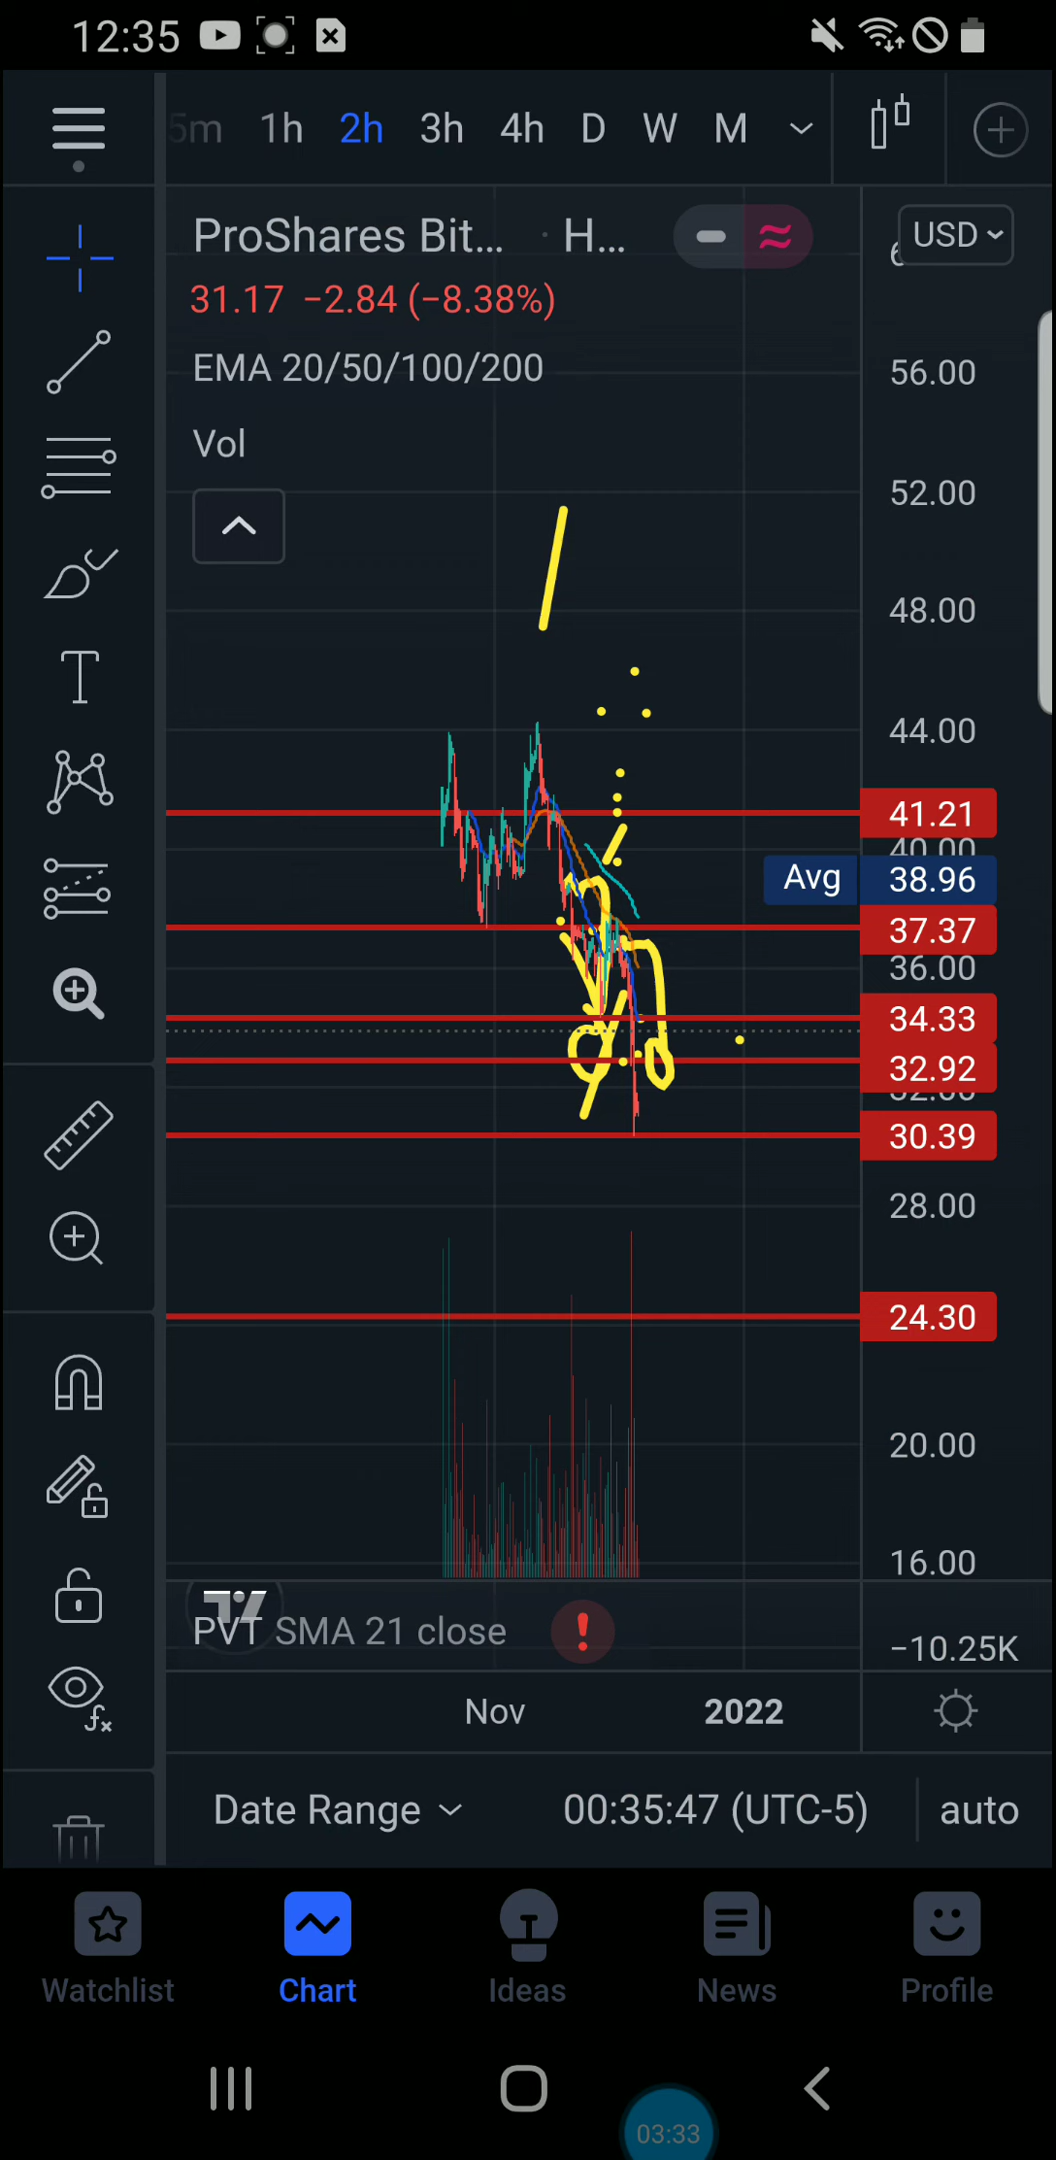 12:35
5m 1h 2h 3h 4h D W M
ProShares Bit... · H...
USD
31.17 −2.84 (−8.38%)
EMA 20/50/100/200
56.00
Vol
52.00
48.00
44.00
41.21
40.00
Avg 38.96
37.37
36.00
34.33
32.92
32.00
30.39
28.00
24.30
20.00
16.00
PVT SMA 21 close
−10.25K
Nov 2022
Date Range 00:35:47 (UTC-5) auto
Watchlist Chart Ideas News Profile
03:33